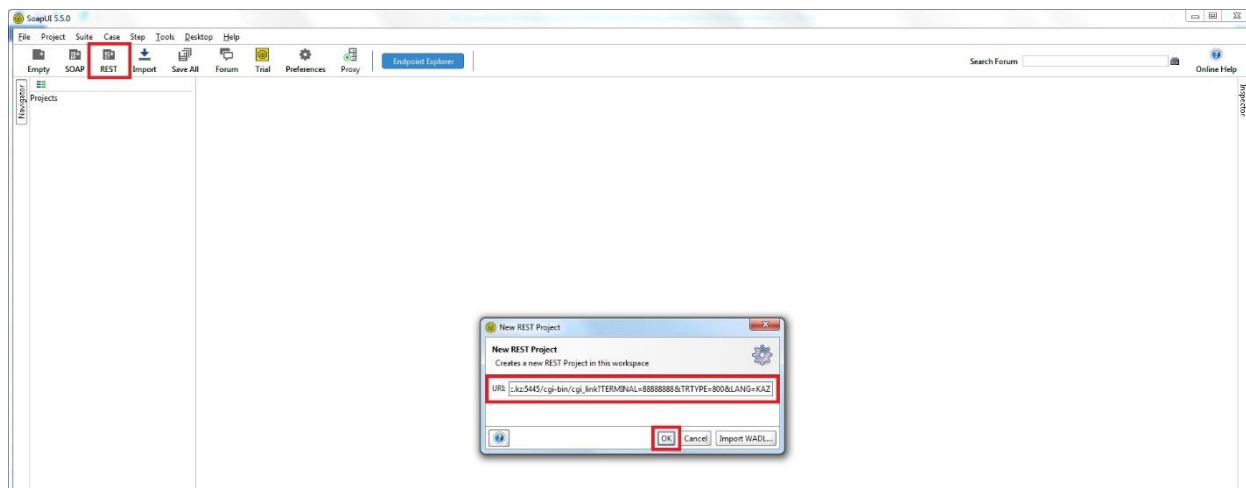 SoapUI 5.5.0
File Project Suite Case Step Tools Desktop Help
Empty SOAP REST Import Save All Forum Trial Preferences Proxy Endpoint Explorer Search Forum Online Help
Navigator
Projects
Inspector
New REST Project
New REST Project
Creates a new REST Project in this workspace
URI: :.kz:5445/cgi-bin/cgi_link?TERMINAL=88888888&TRTYPE=800&LANG=KAZ
OK Cancel Import WADL...